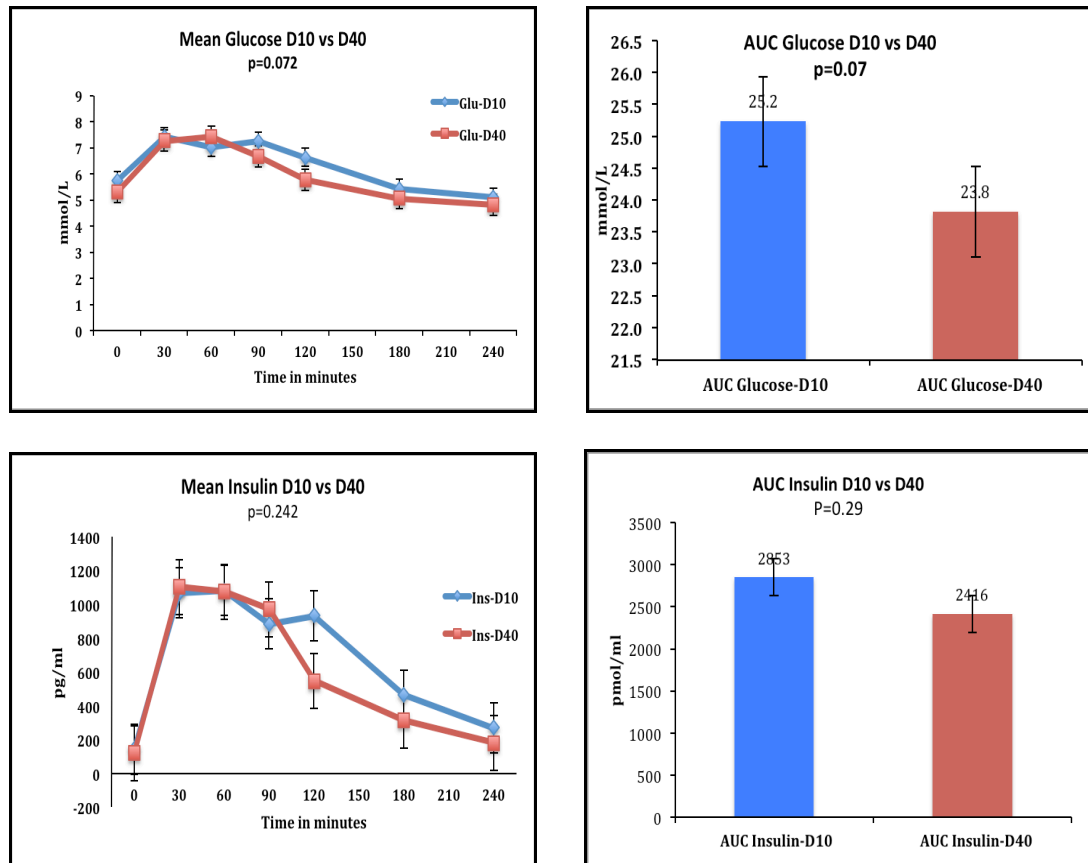 Mean Glucose D10 vs D40
p=0.072
9
8
7
6
5
4
3
2
1
0
mmol/L
Glu-D10
Glu-D40
0 30 60 90 120 150 180 210 240
Time in minutes
AUC Glucose D10 vs D40
p=0.07
26.5
26.0
25.5
25.0
24.5
24.0
23.5
23.0
22.5
22.0
21.5
mmol/L
25.2
23.8
AUC Glucose-D10 AUC Glucose-D40
Mean Insulin D10 vs D40
p=0.242
1400
1200
1000
800
600
400
200
0
-200
pg/ml
Ins-D10
Ins-D40
0 30 60 90 120 150 180 210 240
Time in minutes
AUC Insulin D10 vs D40
P=0.29
3500
3000
2500
2000
1500
1000
500
0
pmol/ml
2853
2416
AUC Insulin-D10 AUC Insulin-D40